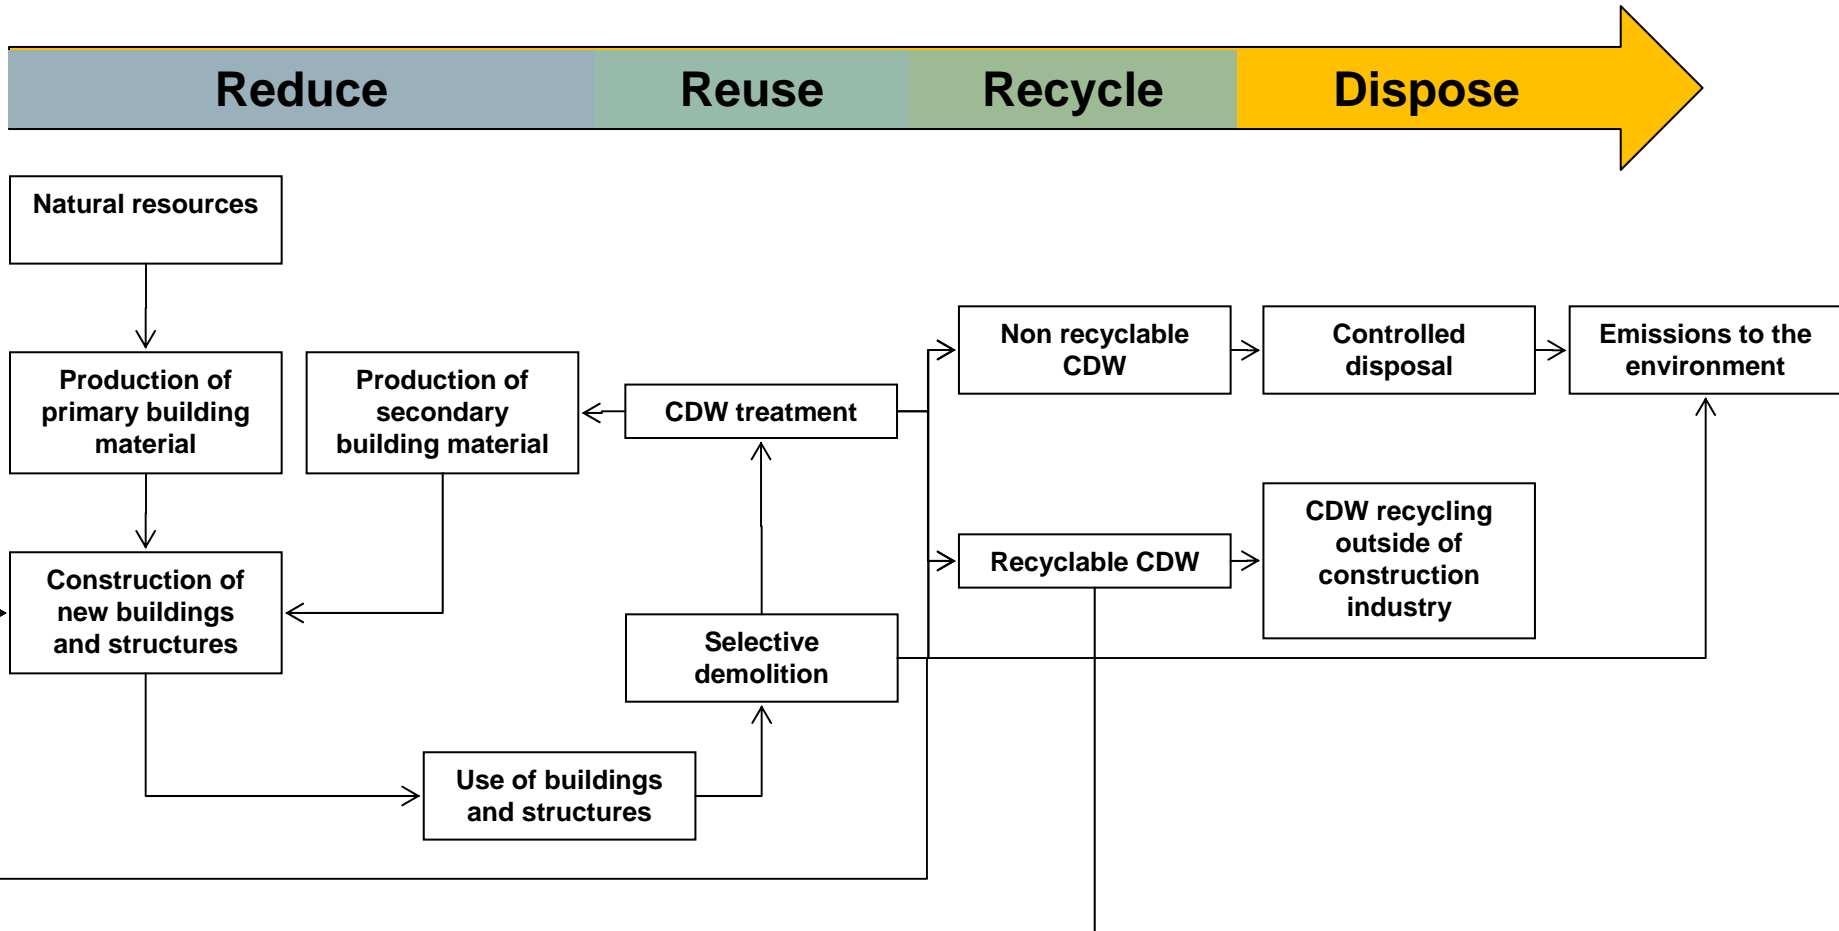 Reduce Reuse Recycle Dispose
Natural resources
Production of
primary building
material
Production of
secondary
building material
CDW treatment
Non recyclable
CDW
Controlled
disposal
Emissions to the
environment
Recyclable CDW
CDW recycling
outside of
construction
industry
Construction of
new buildings
and structures
Selective
demolition
Use of buildings
and structures